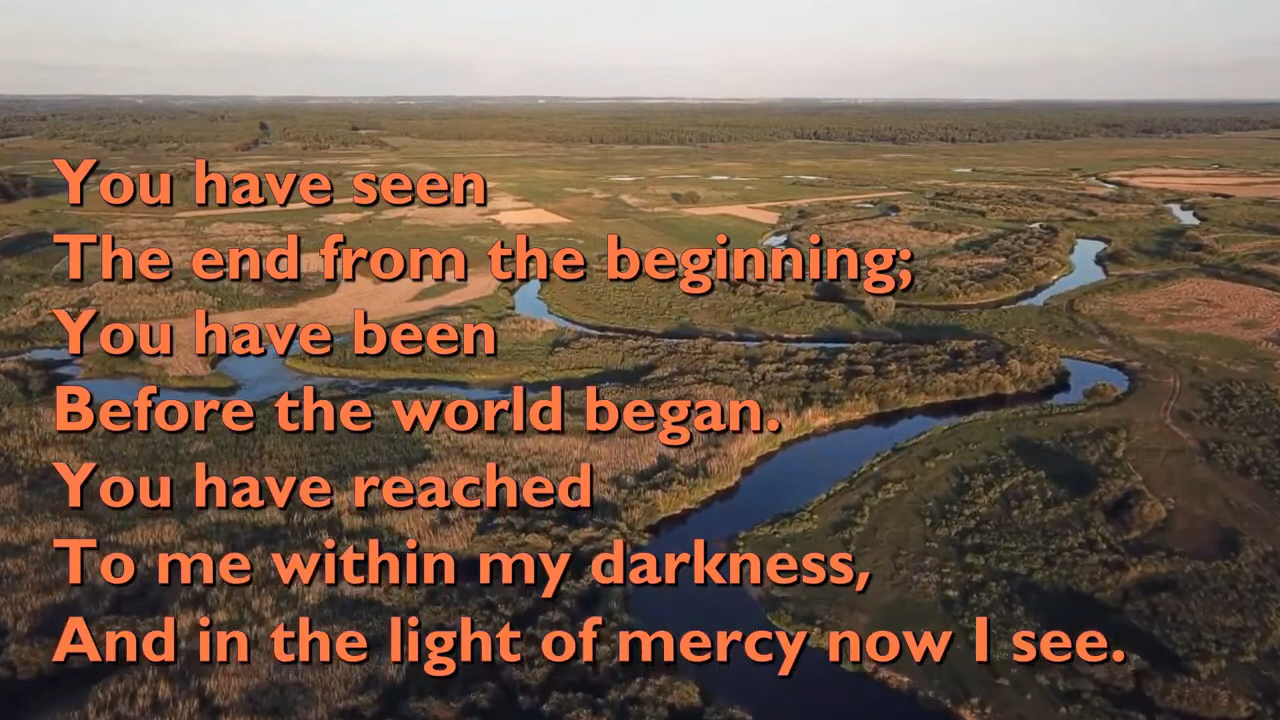 You have seen
The end from the beginning;
You have been
Before the world began.
You have reached
To me within my darkness,
And in the light of mercy now I see.